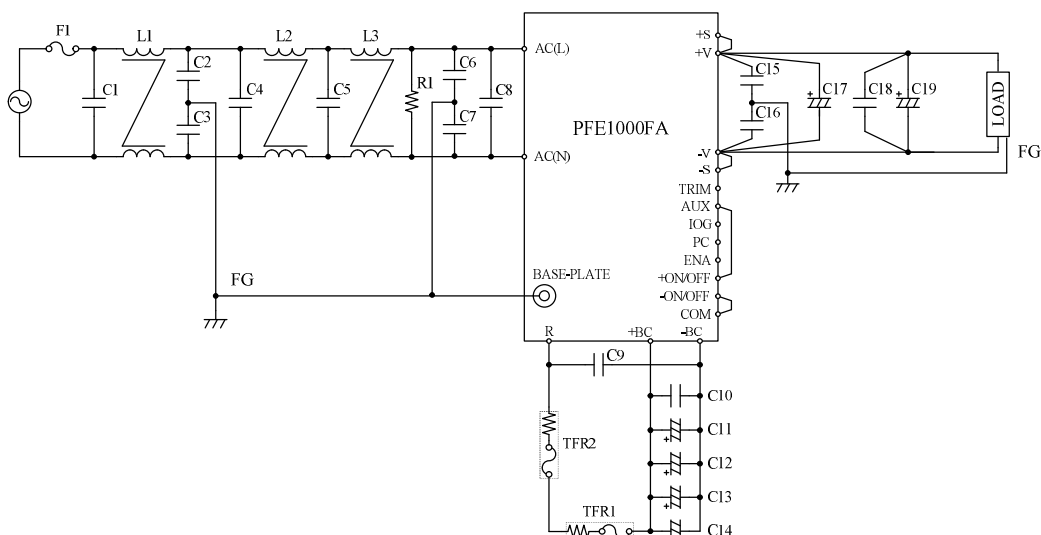 F1
L1
L2
L3
C1
C2
C3
C4
C5
R1
C6
C7
C8
AC(L)
AC(N)
PFE1000FA
BASE-PLATE
FG
+S
+V
-V
-S
TRIM
AUX
IOG
PC
ENA
+ON/OFF
-ON/OFF
COM
R
+BC
-BC
C15
C16
C17
C18
C19
LOAD
FG
C9
C10
C11
C12
C13
C14
TFR2
TFR1
+
+
+
+
+